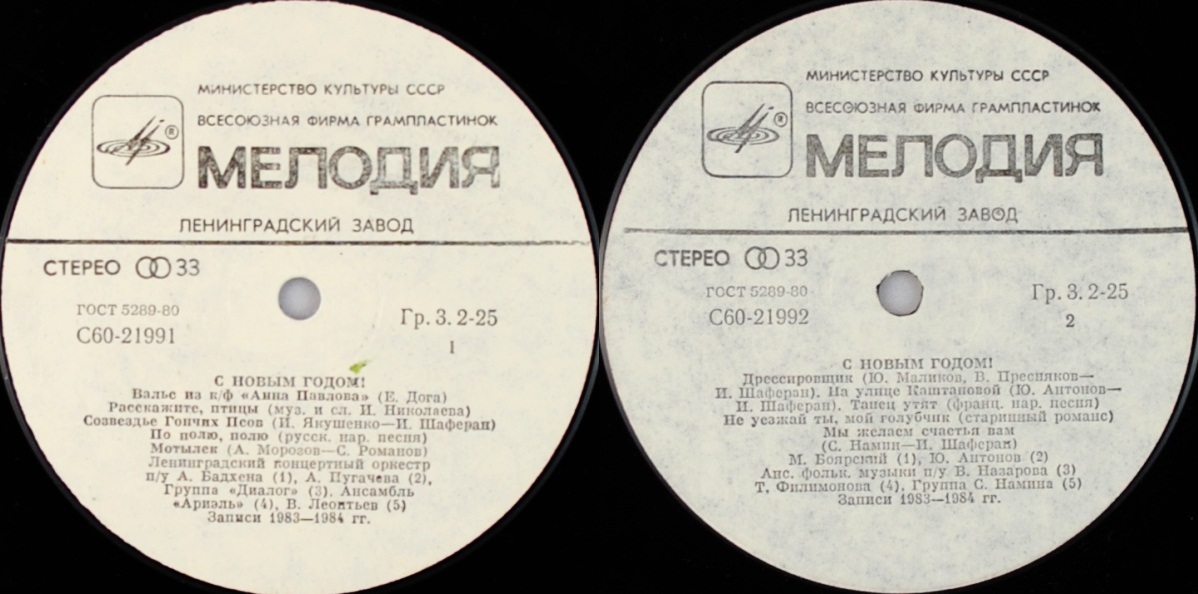 МИНИСТЕРСТВО КУЛЬТУРЫ СССР
ВСЕСОЮЗНАЯ ФИРМА ГРАМПЛАСТИНОК
®
МЕЛОДИЯ
ЛЕНИНГРАДСКИЙ ЗАВОД
СТЕРЕО 33
ГОСТ 5289-80
С60-21991
Гр. 3. 2-25
1
С НОВЫМ ГОДОМ!
Вальс из к/ф «Анна Павлова» (Е. Дога)
Расскажите, птицы (муз. и сл. И. Николаева)
Созвездье Гончих Псов (И. Якушенко—И. Шаферан)
По полю, полю (русск. нар. песня)
Мотылек (А. Морозов—С. Романов)
Ленинградский концертный оркестр
п/у А. Бадхена (1), А. Пугачева (2),
Группа «Диалог» (3), Ансамбль
«Ариэль» (4), В. Леонтьев (5)
Записи 1983—1984 гг.
МИНИСТЕРСТВО КУЛЬТУРЫ СССР
ВСЕСОЮЗНАЯ ФИРМА ГРАМПЛАСТИНОК
®
МЕЛОДИЯ
ЛЕНИНГРАДСКИЙ ЗАВОД
СТЕРЕО 33
ГОСТ 5289-80
С60-21992
Гр. 3. 2-25
2
С НОВЫМ ГОДОМ!
Дрессировщик (Ю. Маликов, В. Пресняков—
И. Шаферан). На улице Каштановой (Ю. Антонов—
И. Шаферан). Танец утят (франц. нар. песня)
Не уезжай ты, мой голубчик (старинный романс)
Мы желаем счастья вам
(С. Намин—И. Шаферан)
М. Боярский (1), Ю. Антонов (2)
Анс. фольк. музыки п/у В. Назарова (3)
Т. Филимонова (4), Группа С. Намина (5)
Записи 1983—1984 гг.